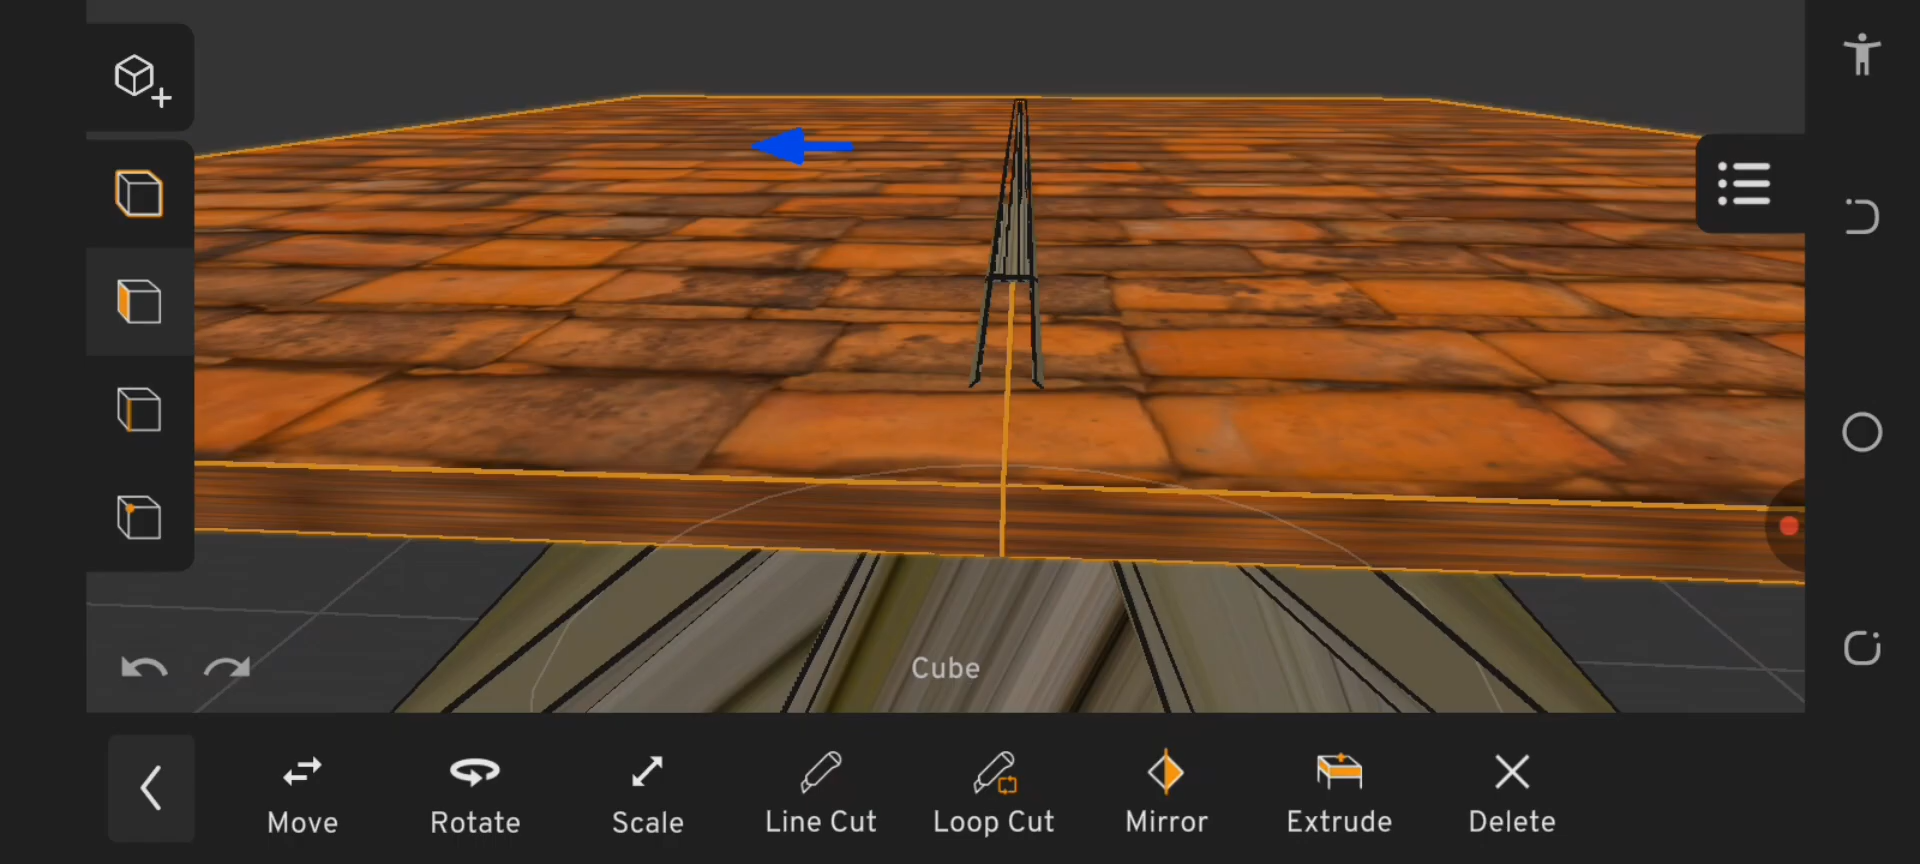 Cube
Move
Rotate
Scale
Line Cut
Loop Cut
Mirror
Extrude
Delete